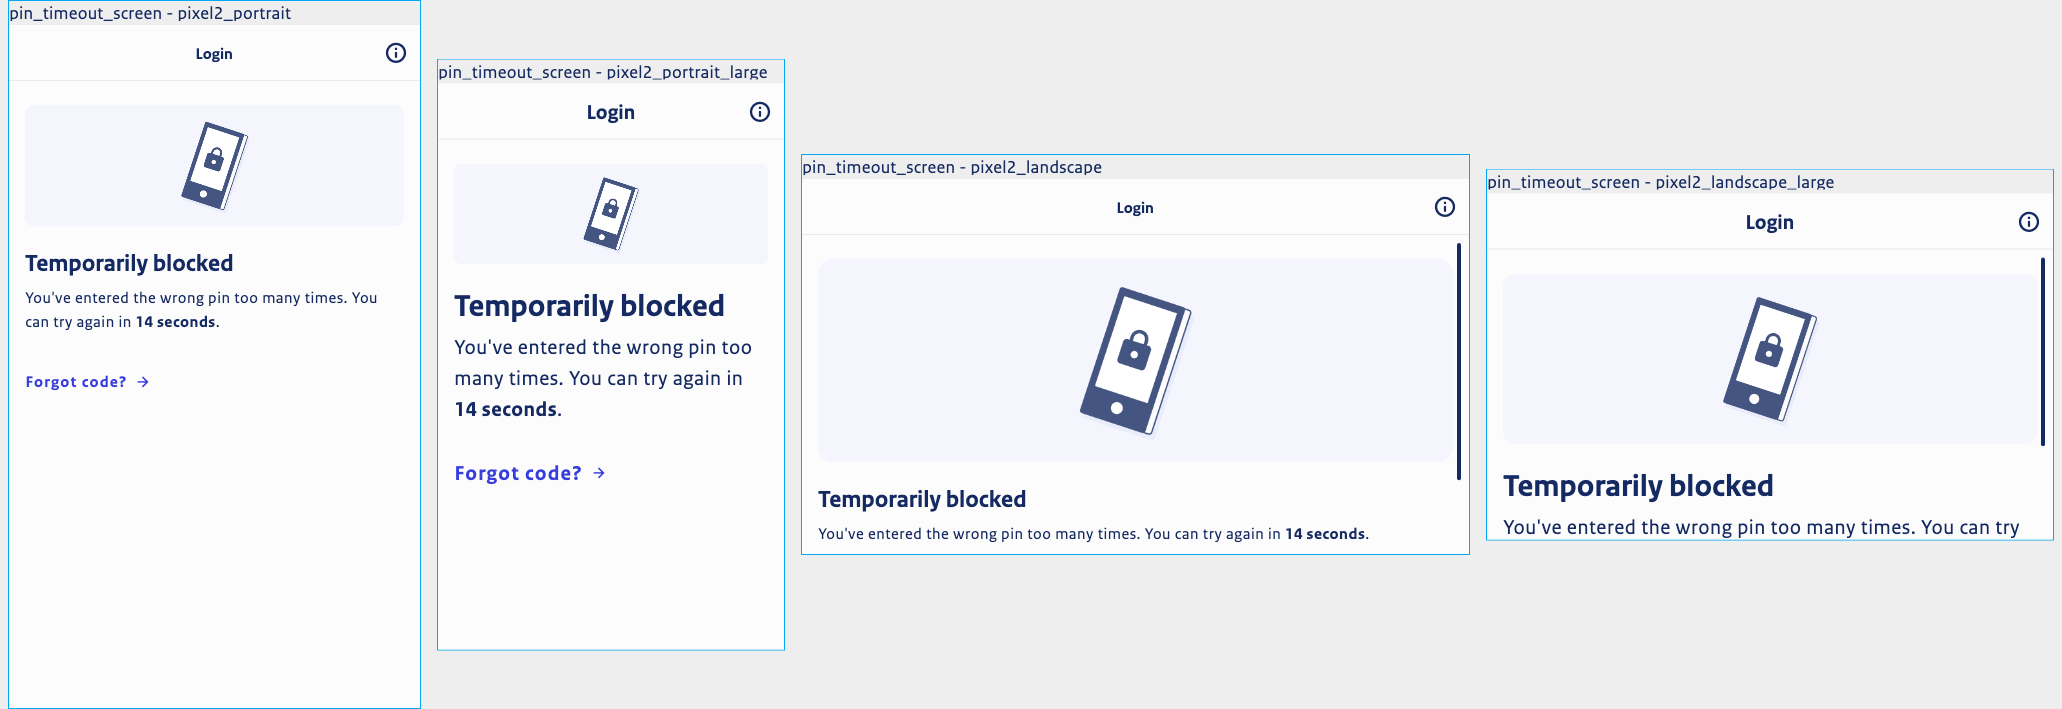 pin_timeout_screen - pixel2_portrait
Login
Temporarily blocked
You've entered the wrong pin too many times. You
can try again in 14 seconds.
Forgot code? →
pin_timeout_screen - pixel2_portrait_large
Login
Temporarily blocked
You've entered the wrong pin too
many times. You can try again in
14 seconds.
Forgot code? →
pin_timeout_screen - pixel2_landscape
Login
Temporarily blocked
You've entered the wrong pin too many times. You can try again in 14 seconds.
pin_timeout_screen - pixel2_landscape_large
Login
Temporarily blocked
You've entered the wrong pin too many times. You can try